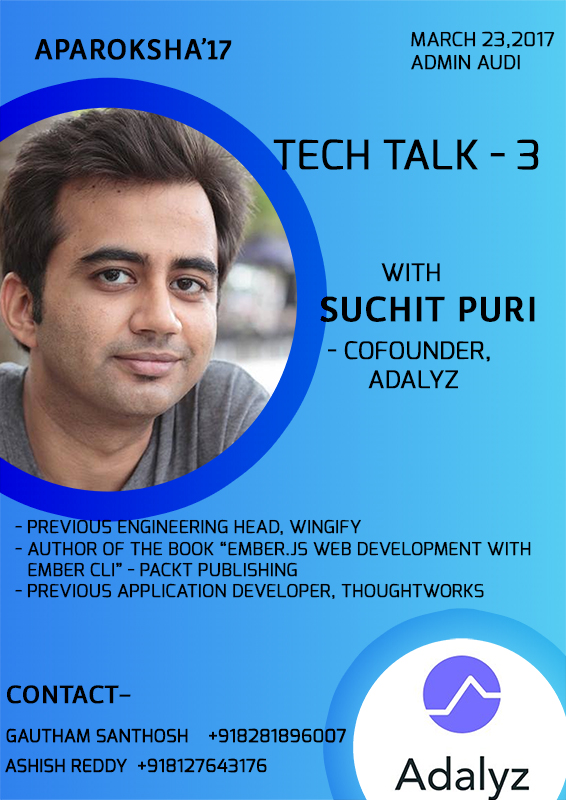 APAROKSHA’17
MARCH 23,2017
ADMIN AUDI
TECH TALK - 3
WITH
SUCHIT PURI
- COFOUNDER,
ADALYZ
- PREVIOUS ENGINEERING HEAD, WINGIFY
- AUTHOR OF THE BOOK “EMBER.JS WEB DEVELOPMENT WITH
EMBER CLI” - PACKT PUBLISHING
- PREVIOUS APPLICATION DEVELOPER, THOUGHTWORKS
CONTACT-
GAUTHAM SANTHOSH +918281896007
ASHISH REDDY +918127643176
Adalyz